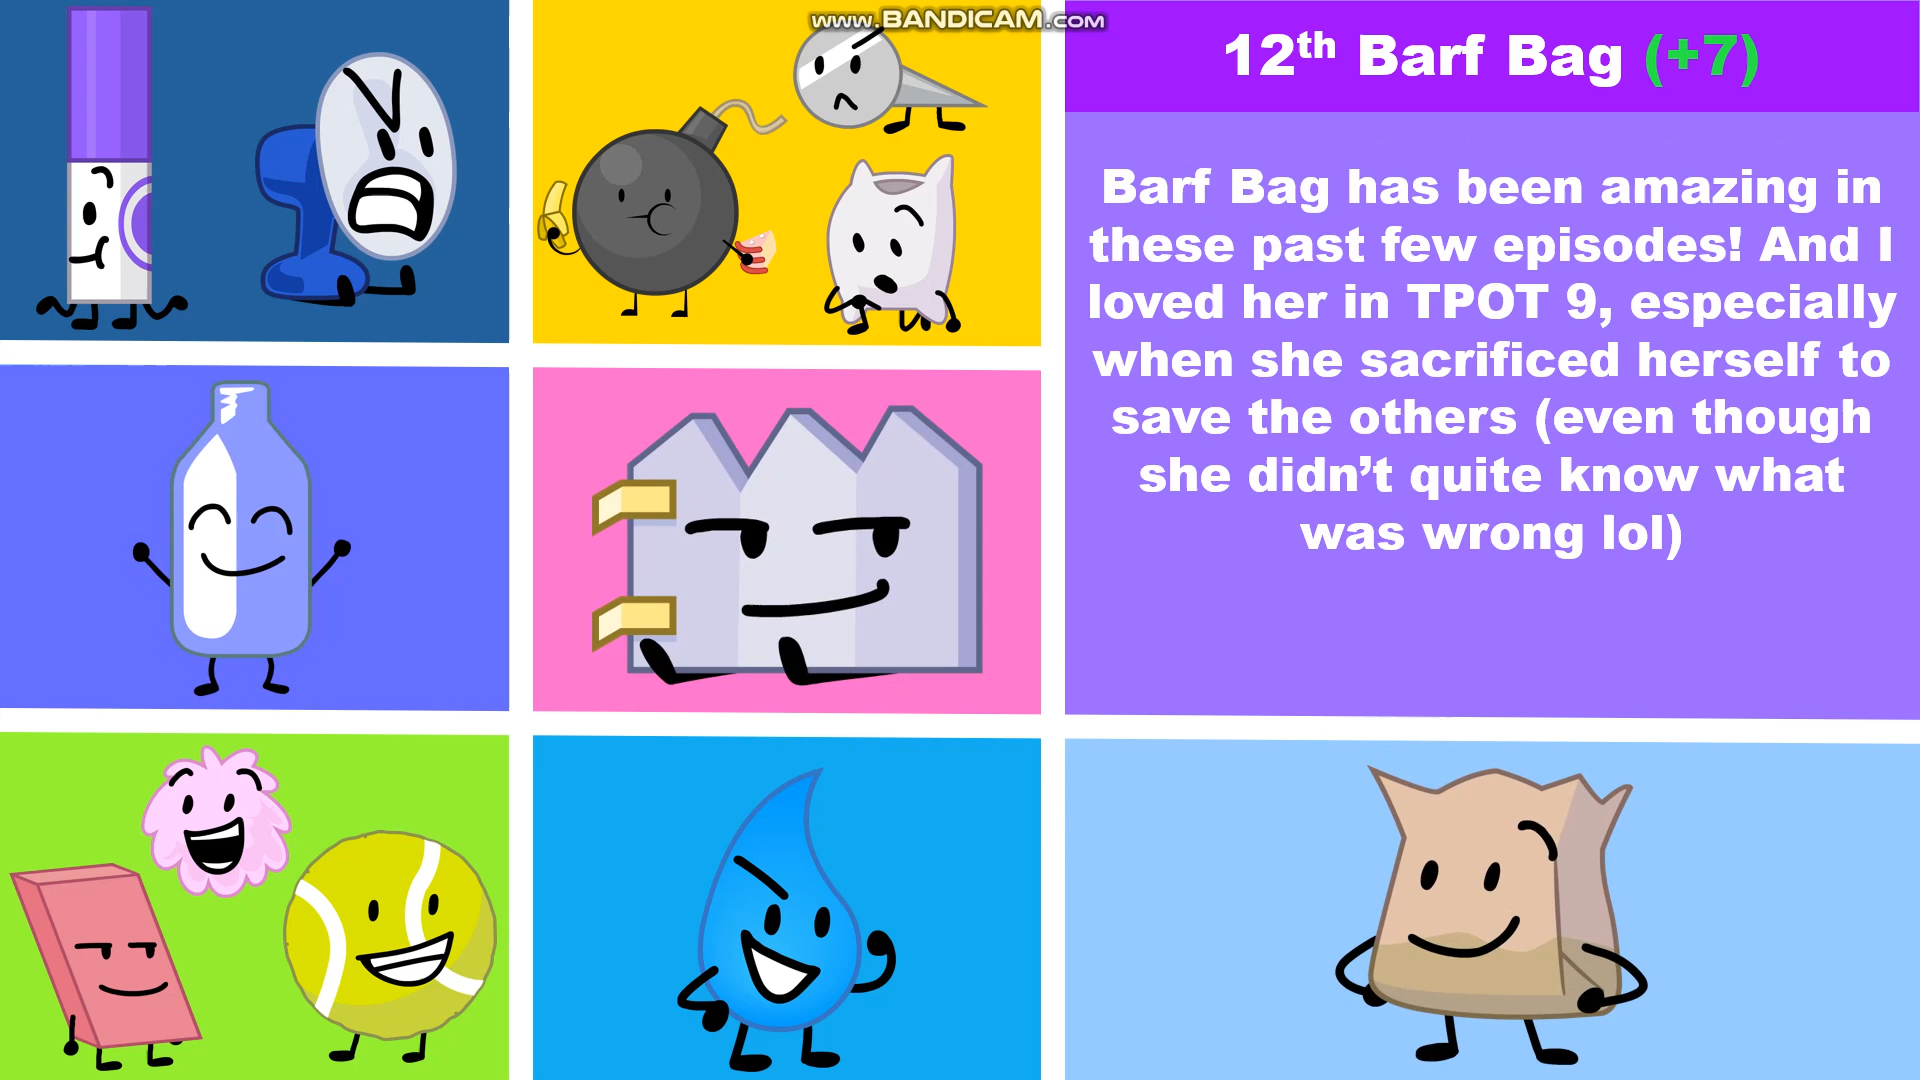 www.BANDICAM.com
12th Barf Bag (+7)
Barf Bag has been amazing in
these past few episodes! And I
loved her in TPOT 9, especially
when she sacrificed herself to
save the others (even though
she didn’t quite know what
was wrong lol)